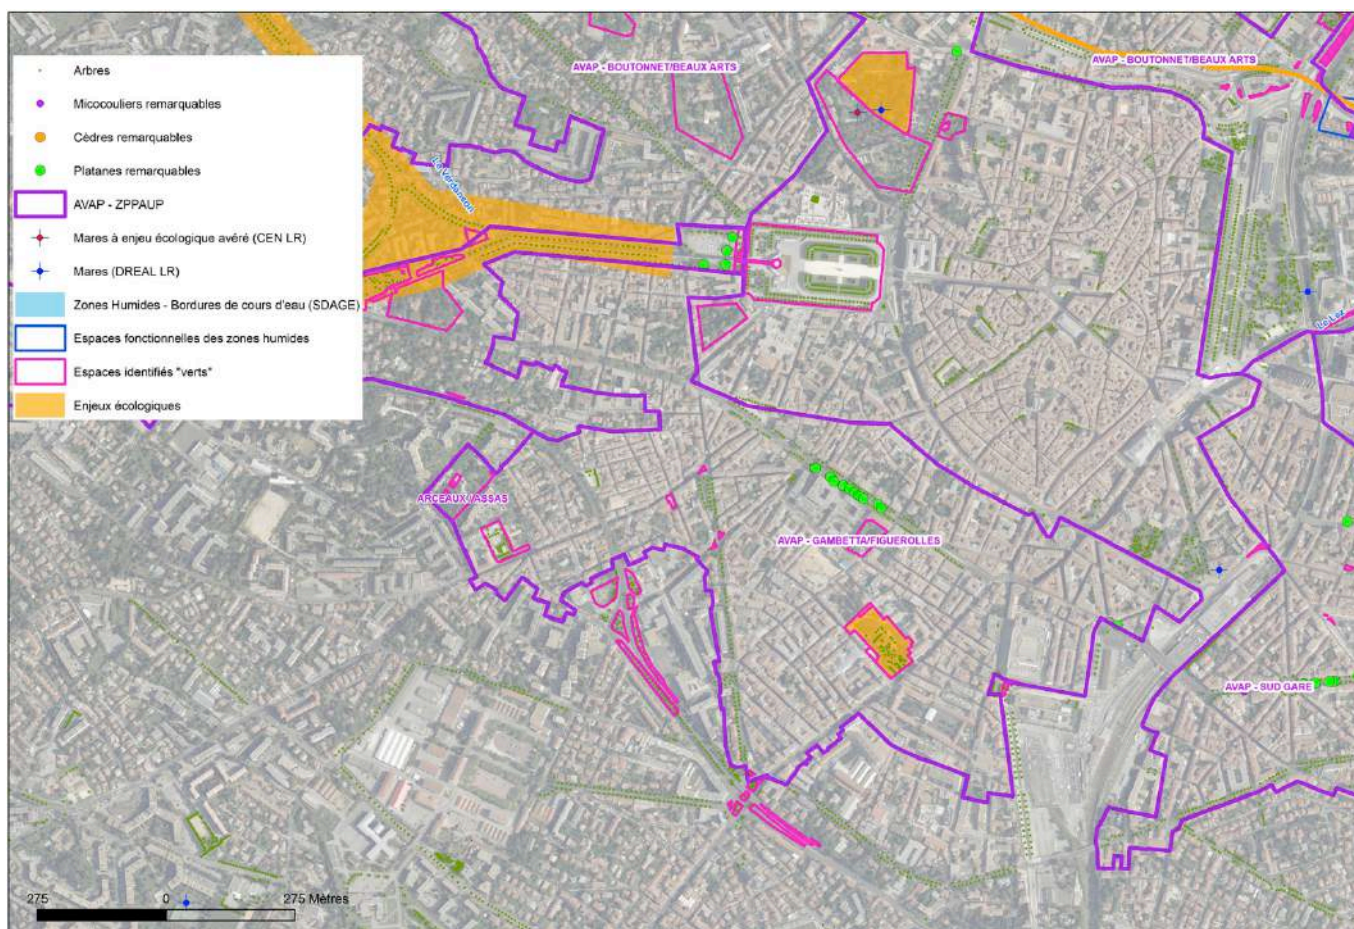 AVAP - BOUTONNET/BEAUX ARTS
AVAP - BOUTONNET/BEAUX ARTS
Arbres
Micocouliers remarquables
Cèdres remarquables
Platanes remarquables
AVAP - ZPPAUP
Mares à enjeu écologique avéré (CEN LR)
Mares (DREAL LR)
Zones Humides - Bordures de cours d'eau (SDAGE)
Espaces fonctionnelles des zones humides
Espaces identifiés "verts"
Enjeux écologiques
Le Verdanson
Le Lez
ARCEAUX / ASSAS
AVAP - GAMBETTA/FIGUEROLLES
AVAP - SUD GARE
275 0 275 Mètres